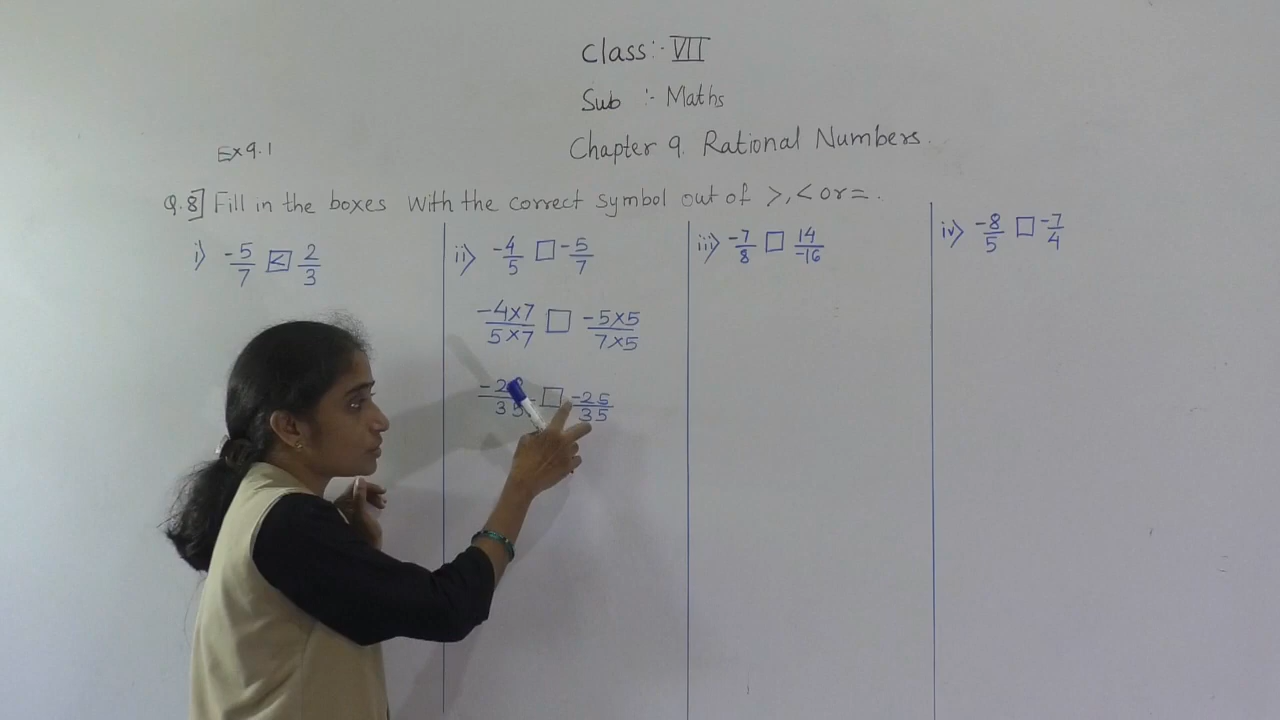 Class:- VII
Sub :- Maths
Chapter 9. Rational Numbers.
Ex 9.1
Q.8] Fill in the boxes with the correct symbol out of >, < or =.
i) -5/7 [<] 2/3
ii) -4/5 □ -5/7
-4×7/5×7 □ -5×5/7×5
□ -25/35
iii) -7/8 □ 14/-16
iv) -8/5 □ -7/4